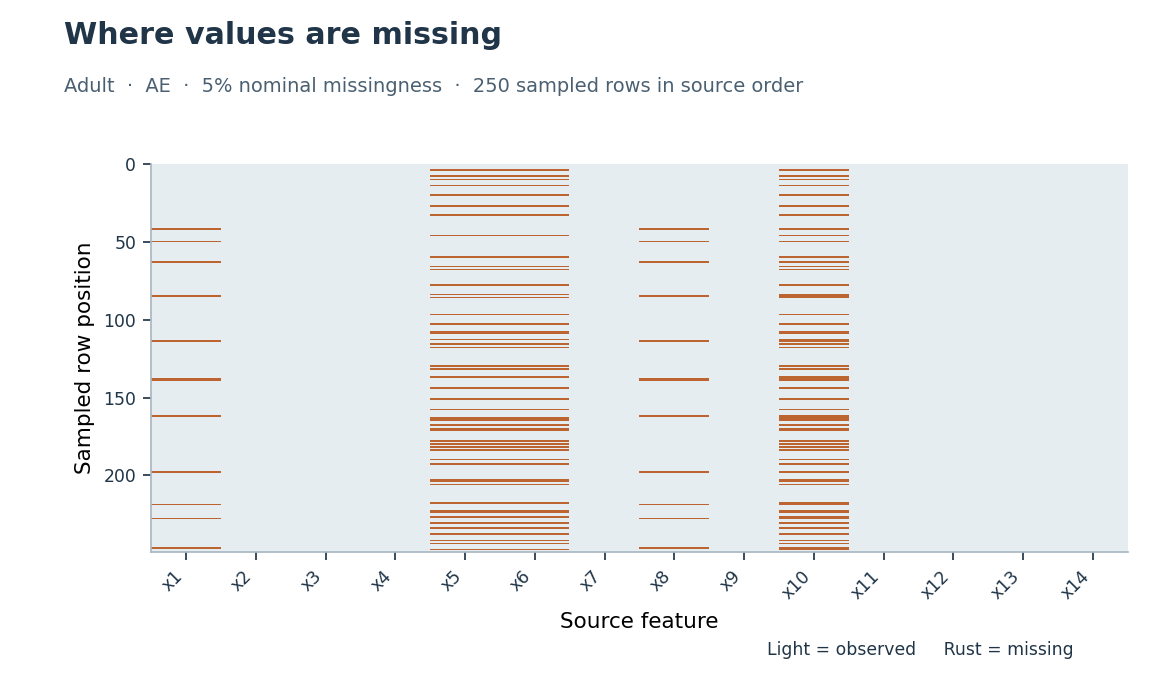 Where values are missing
Adult · AE · 5% nominal missingness · 250 sampled rows in source order
0
50
100
150
200
Sampled row position
x1 x2 x3 x4 x5 x6 x7 x8 x9 x10 x11 x12 x13 x14
Source feature
Light = observed Rust = missing